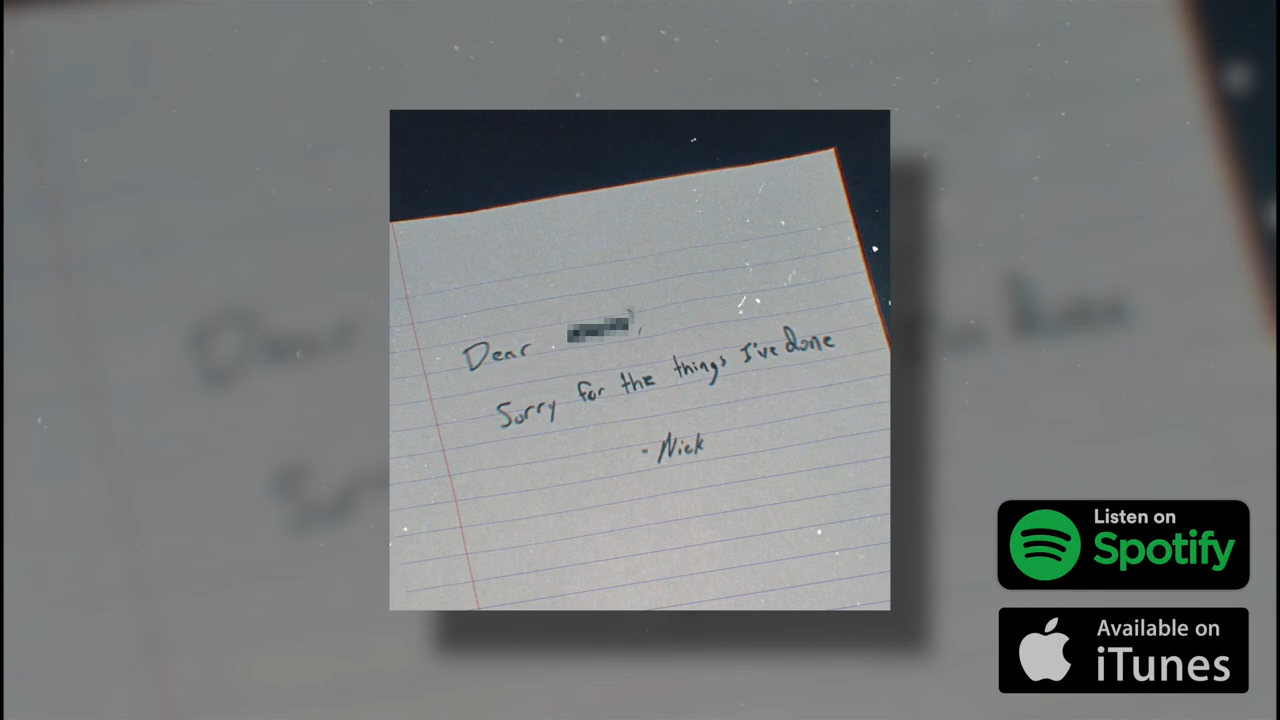 Dear ,
Sorry for the things I've done
- Nick
Listen on
Spotify
Available on
iTunes